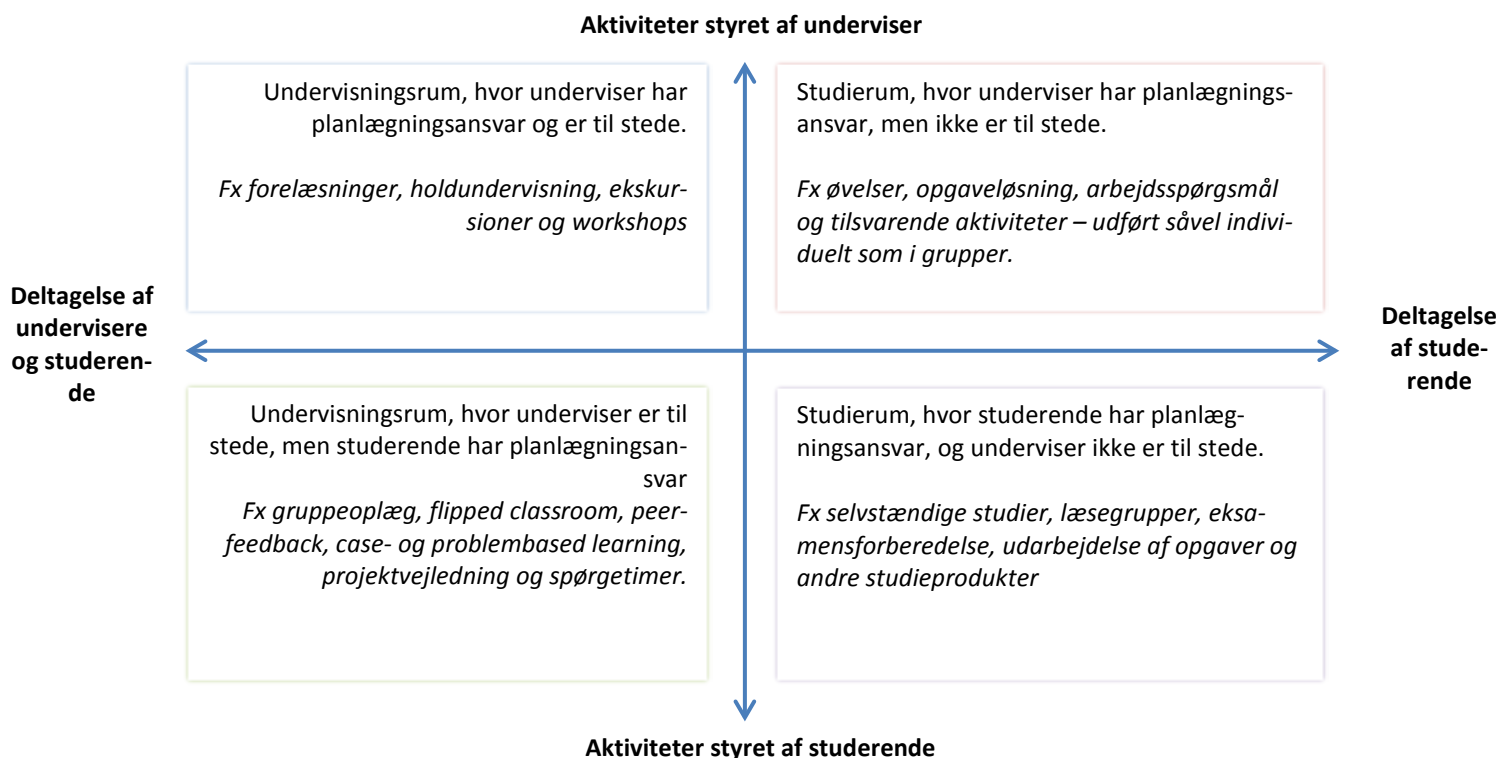 Aktiviteter styret af underviser
Undervisningsrum, hvor underviser har
planlægningsansvar og er til stede.
Fx forelæsninger, holdundervisning, ekskur-
sioner og workshops
Studierum, hvor underviser har planlægnings-
ansvar, men ikke er til stede.
Fx øvelser, opgaveløsning, arbejdsspørgsmål
og tilsvarende aktiviteter – udført såvel indivi-
duelt som i grupper.
Deltagelse af
undervisere
og studeren-
de
Deltagelse
af stude-
rende
Undervisningsrum, hvor underviser er til
stede, men studerende har planlægningsan-
svar
Fx gruppeoplæg, flipped classroom, peer-
feedback, case- og problembased learning,
projektvejledning og spørgetimer.
Studierum, hvor studerende har planlæg-
ningsansvar, og underviser ikke er til stede.
Fx selvstændige studier, læsegrupper, eksa-
mensforberedelse, udarbejdelse af opgaver og
andre studieprodukter
Aktiviteter styret af studerende